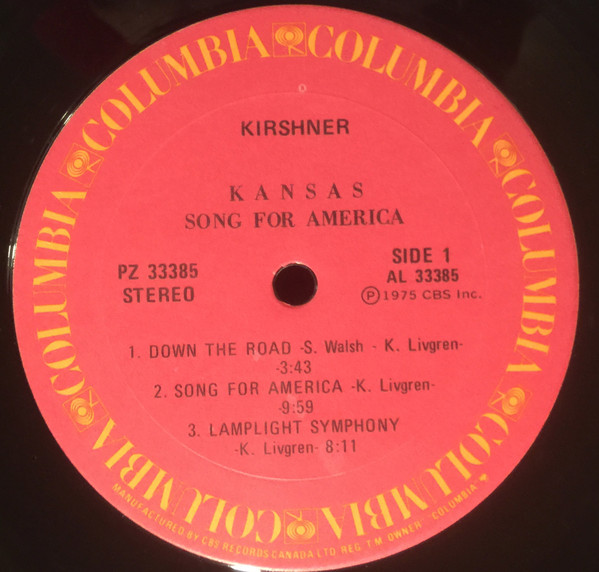 COLUMBIA COLUMBIA COLUMBIA COLUMBIA COLUMBIA COLUMBIA
KIRSHNER
KANSAS
SONG FOR AMERICA
PZ 33385
STEREO
SIDE 1
AL 33385
Ⓟ 1975 CBS Inc.
1. DOWN THE ROAD -S. Walsh - K. Livgren-
-3:43
2. SONG FOR AMERICA -K. Livgren-
-9:59
3. LAMPLIGHT SYMPHONY
-K. Livgren- 8:11
MANUFACTURED BY CBS RECORDS CANADA LTD. REG. T.M. OWNER -COLUMBIA-